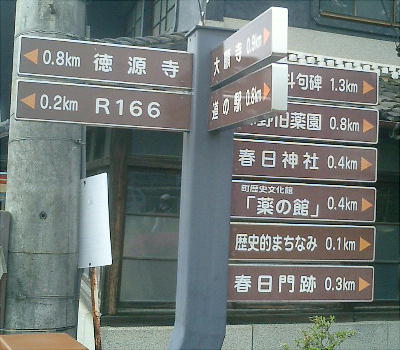 0.8km 徳源寺
0.2km R166
大願寺 0.9km
道の駅 0.8km
句碑 1.3km
野旧薬園 0.8km
春日神社 0.4km
町歴史文化館
「薬の館」 0.4km
歴史的まちなみ 0.1km
春日門跡 0.3km